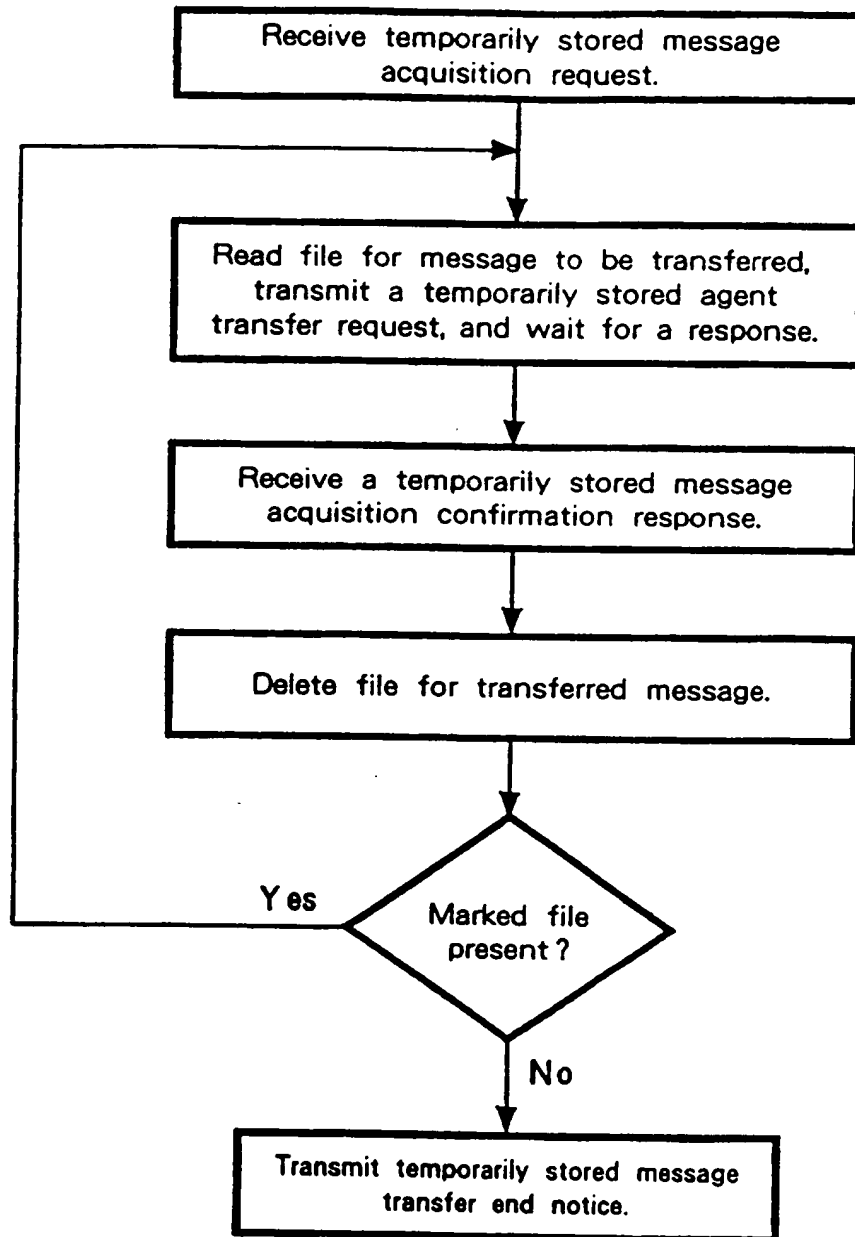 Receive temporarily stored message
acquisition request.
Read file for message to be transferred,
transmit a temporarily stored agent
transfer request, and wait for a response.
Receive a temporarily stored message
acquisition confirmation response.
Delete file for transferred message.
Yes
Marked file
present?
No
Transmit temporarily stored message
transfer end notice.